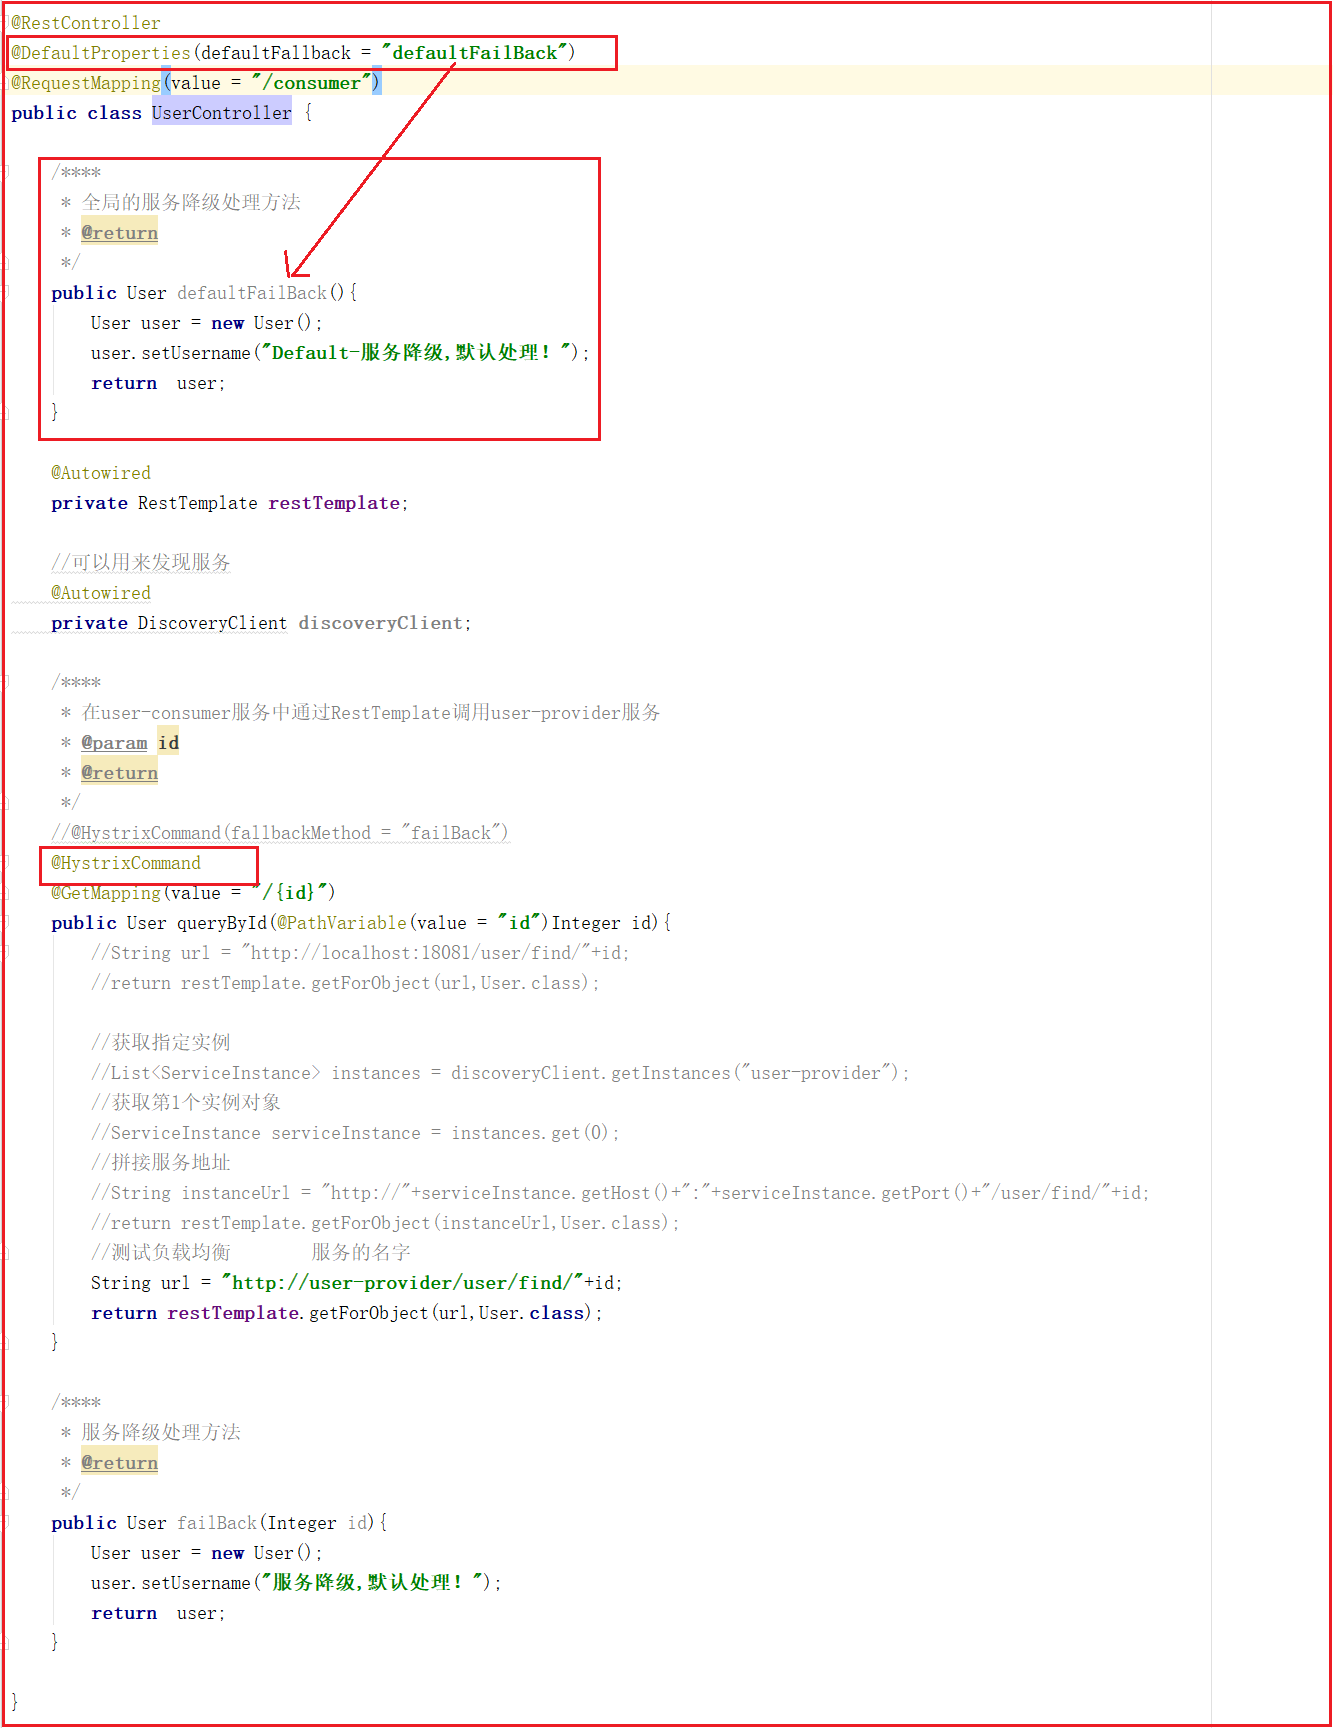 @RestController
@DefaultProperties(defaultFallback = "defaultFailBack")
@RequestMapping(value = "/consumer")
public class UserController {
/****
* 全局的服务降级处理方法
* @return
*/
public User defaultFailBack(){
User user = new User();
user.setUsername("Default-服务降级,默认处理！");
return  user;
}
@Autowired
private RestTemplate restTemplate;
//可以用来发现服务
@Autowired
private DiscoveryClient discoveryClient;
/****
* 在user-consumer服务中通过RestTemplate调用user-provider服务
* @param id
* @return
*/
//@HystrixCommand(fallbackMethod = "failBack")
@HystrixCommand
@GetMapping(value = "/{id}")
public User queryById(@PathVariable(value = "id")Integer id){
//String url = "http://localhost:18081/user/find/"+id;
//return restTemplate.getForObject(url,User.class);
//获取指定实例
//List<ServiceInstance> instances = discoveryClient.getInstances("user-provider");
//获取第1个实例对象
//ServiceInstance serviceInstance = instances.get(0);
//拼接服务地址
//String instanceUrl = "http://"+serviceInstance.getHost()+":"+serviceInstance.getPort()+"/user/find/"+id;
//return restTemplate.getForObject(instanceUrl,User.class);
//测试负载均衡        服务的名字
String url = "http://user-provider/user/find/"+id;
return restTemplate.getForObject(url,User.class);
}
/****
* 服务降级处理方法
* @return
*/
public User failBack(Integer id){
User user = new User();
user.setUsername("服务降级,默认处理！");
return  user;
}
}